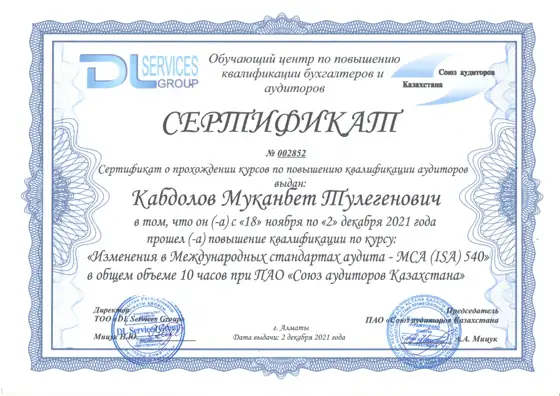 DL SERVICES GROUP
Обучающий центр по повышению
квалификации бухгалтеров и
аудиторов
Союз аудиторов
Казахстана
СЕРТИФИКАТ
№ 002852
Сертификат о прохождении курсов по повышению квалификации аудиторов
выдан:
Кабдолов Муканбет Тулегенович
в том, что он (-а) с «18» ноября по «2» декабря 2021 года
прошел (-а) повышение квалификации по курсу:
«Изменения в Международных стандартах аудита - МСА (ISA) 540»
в общем объеме 10 часов при ПАО «Союз аудиторов Казахстана»
Директор
ТОО «DL Services Group»
Мицук Н.Ю.
DL Services Group
г. Алматы
Дата выдачи: 2 декабря 2021 года
Председатель
ПАО «Союз аудиторов Казахстана
А.А. Мицук